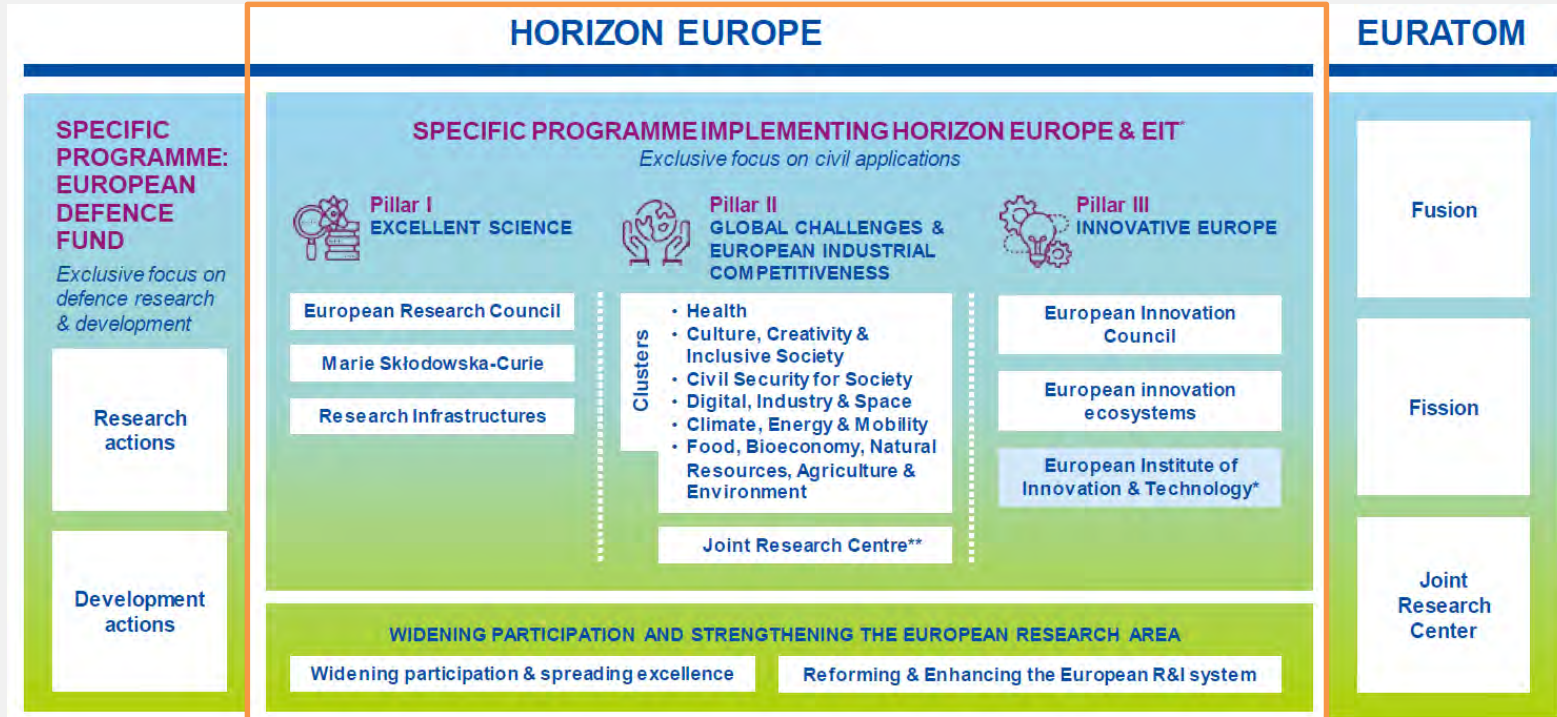 HORIZON EUROPE
EURATOM
SPECIFIC
PROGRAMME:
EUROPEAN
DEFENCE
FUND
Exclusive focus on
defence research
& development
Research
actions
Development
actions
SPECIFIC PROGRAMME IMPLEMENTING HORIZON EUROPE & EIT*
Exclusive focus on civil applications
Pillar I
EXCELLENT SCIENCE
European Research Council
Marie Skłodowska-Curie
Research Infrastructures
Pillar II
GLOBAL CHALLENGES &
EUROPEAN INDUSTRIAL
COMPETITIVENESS
Clusters
• Health
• Culture, Creativity &
Inclusive Society
• Civil Security for Society
• Digital, Industry & Space
• Climate, Energy & Mobility
• Food, Bioeconomy, Natural
Resources, Agriculture &
Environment
Joint Research Centre**
Pillar III
INNOVATIVE EUROPE
European Innovation
Council
European innovation
ecosystems
European Institute of
Innovation & Technology*
WIDENING PARTICIPATION AND STRENGTHENING THE EUROPEAN RESEARCH AREA
Widening participation & spreading excellence
Reforming & Enhancing the European R&I system
Fusion
Fission
Joint
Research
Center